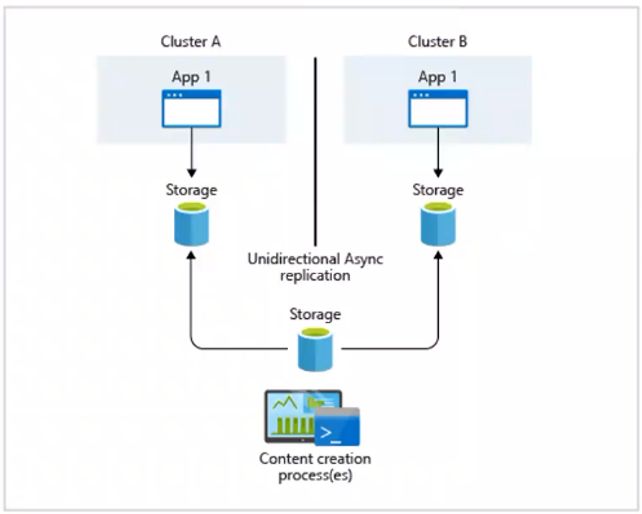 Cluster A
Cluster B
App 1
App 1
Storage
Storage
Unidirectional Async
replication
Storage
Content creation
process(es)